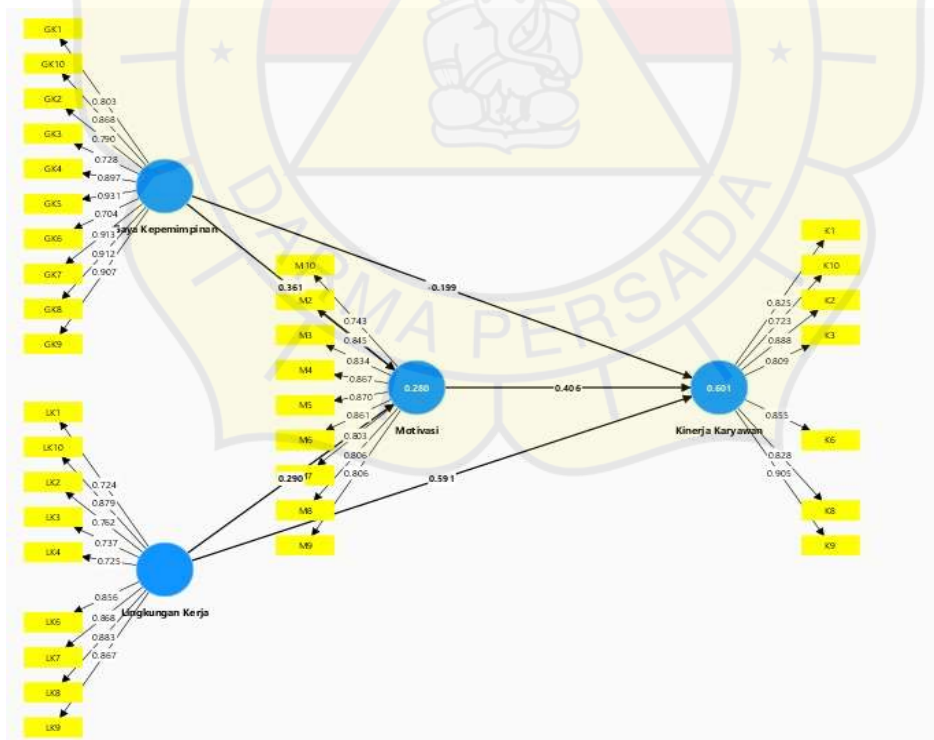 GK1
GK10
GK2
GK3
GK4
GK5
GK6
GK7
GK8
GK9
0.803
0.868
0.790
0.728
0.897
0.931
0.704
0.913
0.912
0.907
Gaya Kepemimpinan
LK1
LK10
LK2
LK3
LK4
LK6
LK7
LK8
LK9
0.724
0.879
0.762
0.737
0.725
0.856
0.868
0.883
0.867
Lingkungan Kerja
0.361
0.290
-0.199
0.406
0.591
M10
M2
M3
M4
M5
M6
M7
M8
M9
0.743
0.845
0.834
0.867
0.870
0.861
0.803
0.806
0.806
0.280
Motivasi
0.601
Kinerja Karyawan
K1
K10
K2
K3
K6
K8
K9
0.825
0.723
0.888
0.809
0.855
0.828
0.905
DARMA PERSADA